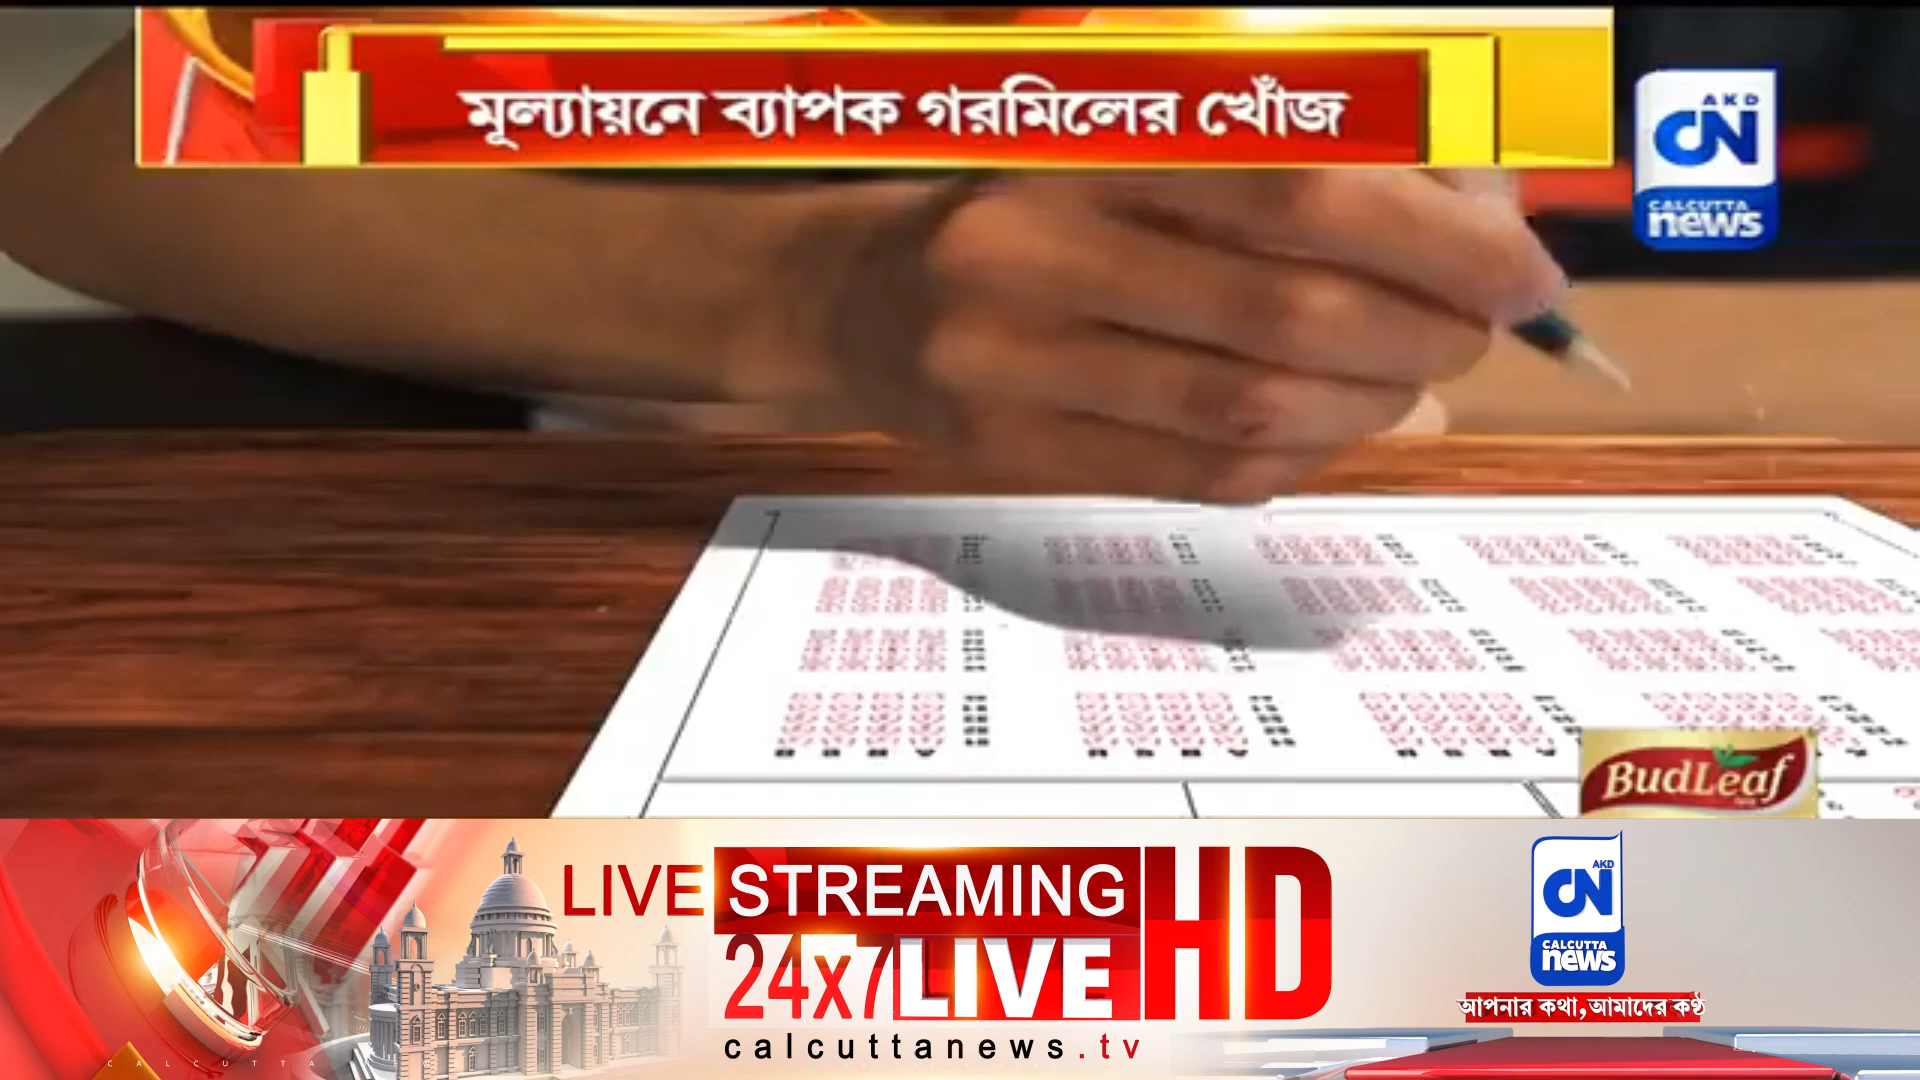 মূল্যায়নে ব্যাপক গরমিলের খোঁজ
AKD
CN
CALCUTTA
news
BudLeaf
LIVE STREAMING HD
24x7 LIVE
calcuttanews.tv
AKD
CN
CALCUTTA
news
আপনার কথা,আমাদের কণ্ঠ
CALCUTTA